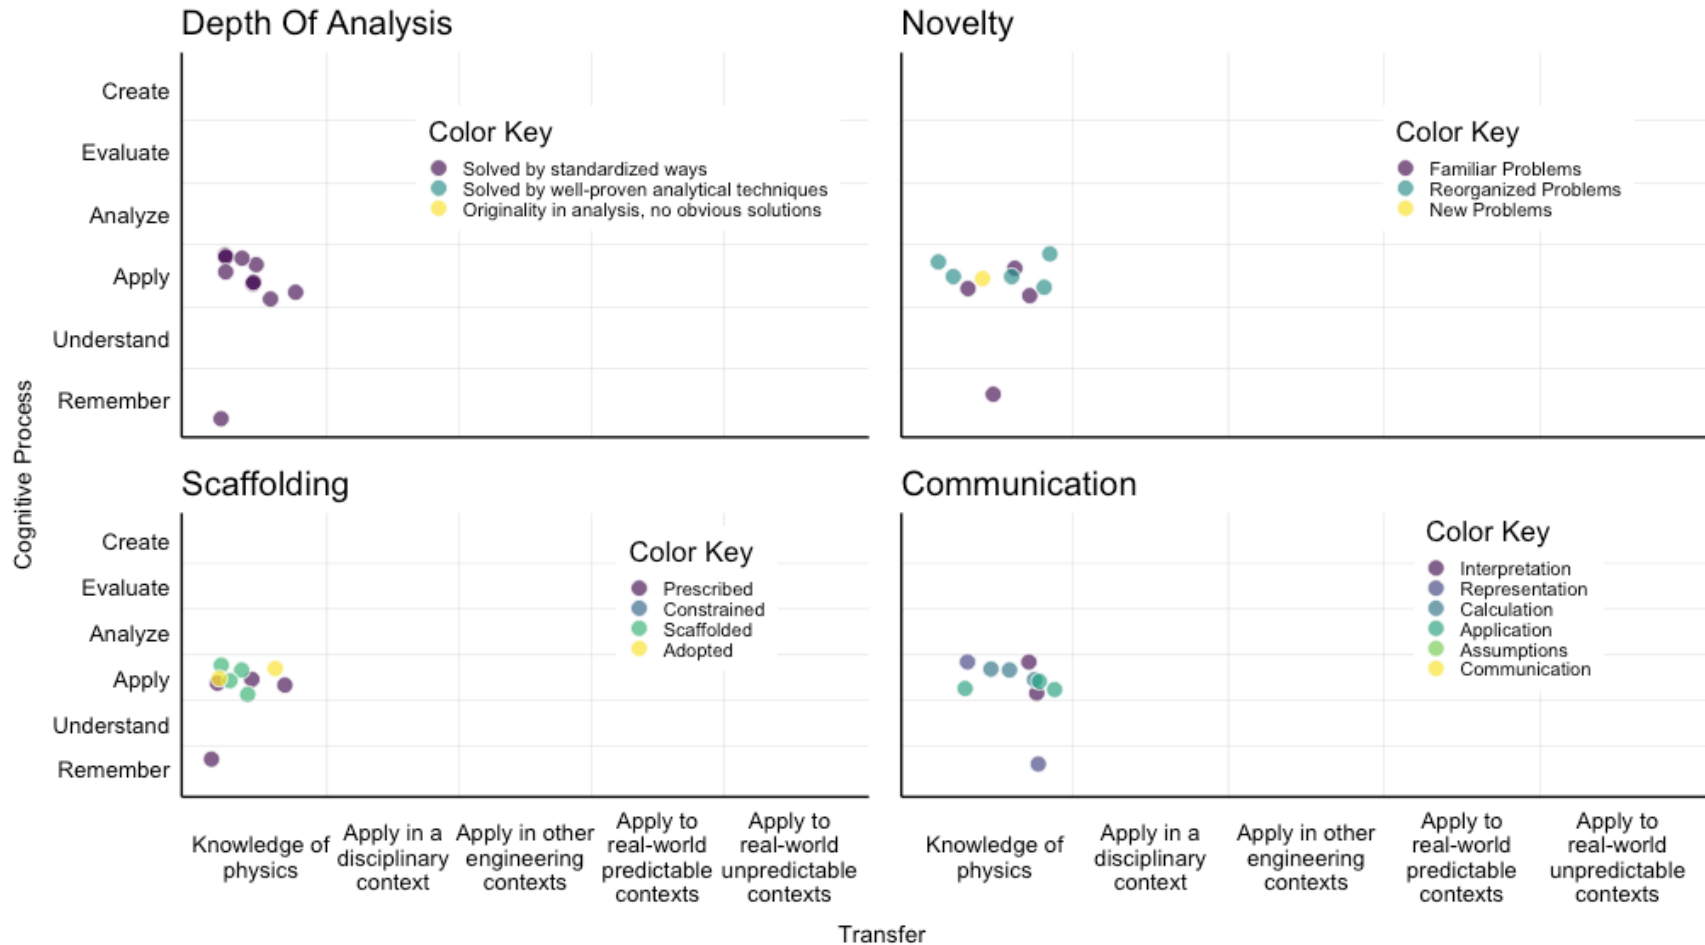 Depth Of Analysis
Create
Evaluate
Analyze
Apply
Understand
Remember
Color Key
Solved by standardized ways
Solved by well-proven analytical techniques
Originality in analysis, no obvious solutions
Novelty
Color Key
Familiar Problems
Reorganized Problems
New Problems
Cognitive Process
Scaffolding
Create
Evaluate
Analyze
Apply
Understand
Remember
Color Key
Prescribed
Constrained
Scaffolded
Adopted
Communication
Color Key
Interpretation
Representation
Calculation
Application
Assumptions
Communication
Knowledge of
physics
Apply in a
disciplinary
context
Apply in other
engineering
contexts
Apply to
real-world
predictable
contexts
Apply to
real-world
unpredictable
contexts
Knowledge of
physics
Apply in a
disciplinary
context
Apply in other
engineering
contexts
Apply to
real-world
predictable
contexts
Apply to
real-world
unpredictable
contexts
Transfer